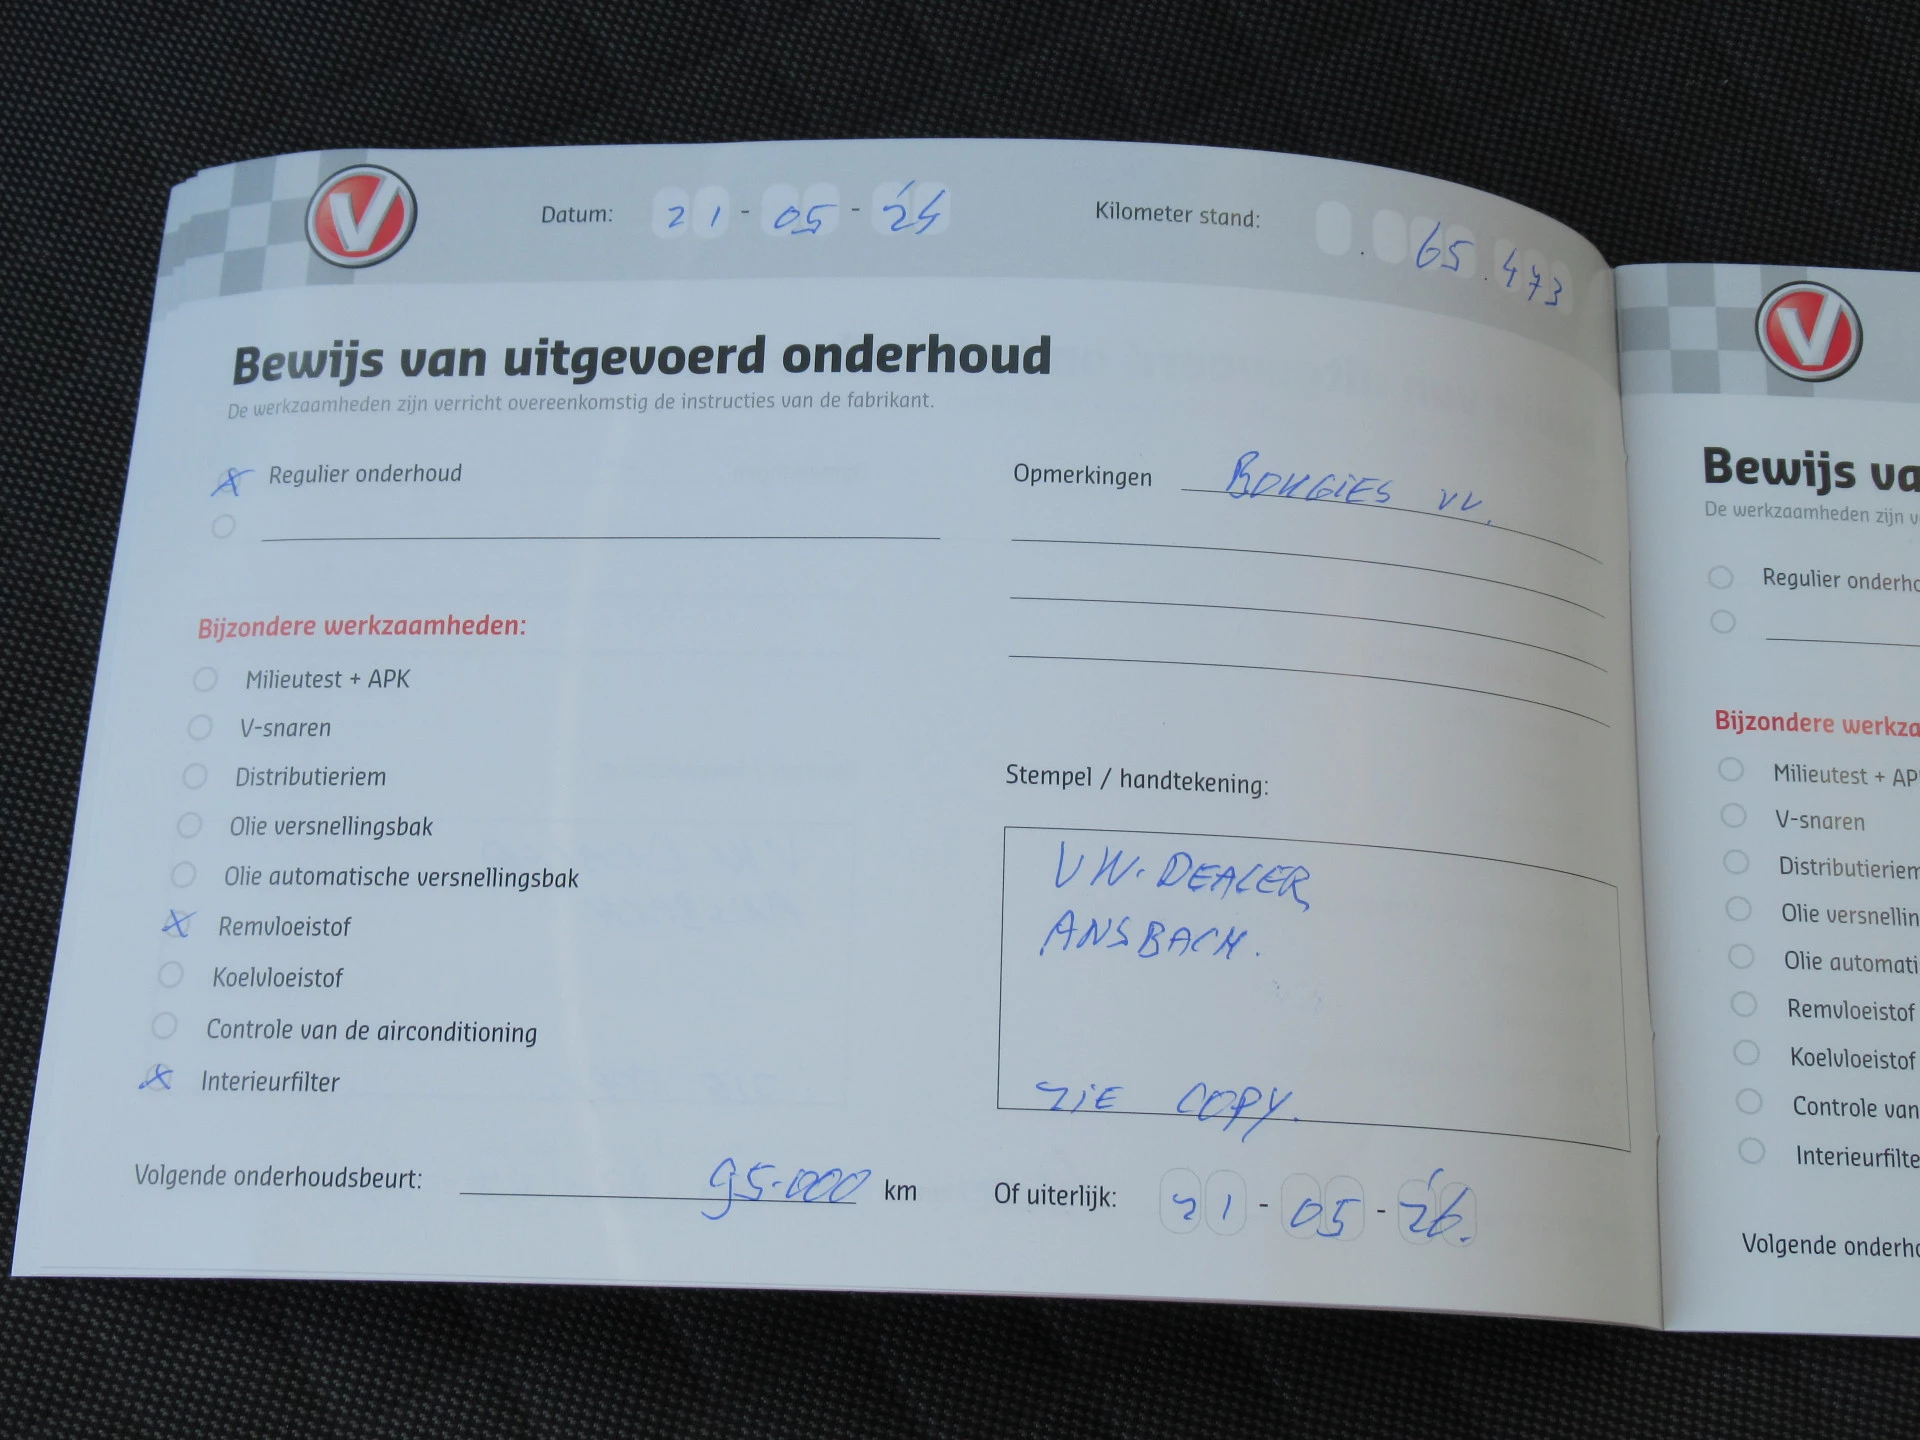 V
Datum: 21 - 05 - '24
Kilometer stand: . 65.473
Bewijs van uitgevoerd onderhoud
De werkzaamheden zijn verricht overeenkomstig de instructies van de fabrikant.
X Regulier onderhoud
Opmerkingen BOUGIES VV.
Bijzondere werkzaamheden:
Milieutest + APK
V-snaren
Distributieriem
Olie versnellingsbak
Olie automatische versnellingsbak
X Remvloeistof
Koelvloeistof
Controle van de airconditioning
X Interieurfilter
Stempel / handtekening:
VW. DEALER
ANSBACH.
ZIE COPY.
Volgende onderhoudsbeurt: 95.000 km
Of uiterlijk: 21 - 05 - '26.
V
Bewijs va
De werkzaamheden zijn v
Regulier onderho
Bijzondere werkza
Milieutest + AP
V-snaren
Distributieriem
Olie versnellin
Olie automati
Remvloeistof
Koelvloeistof
Controle van
Interieurfilte
Volgende onderho